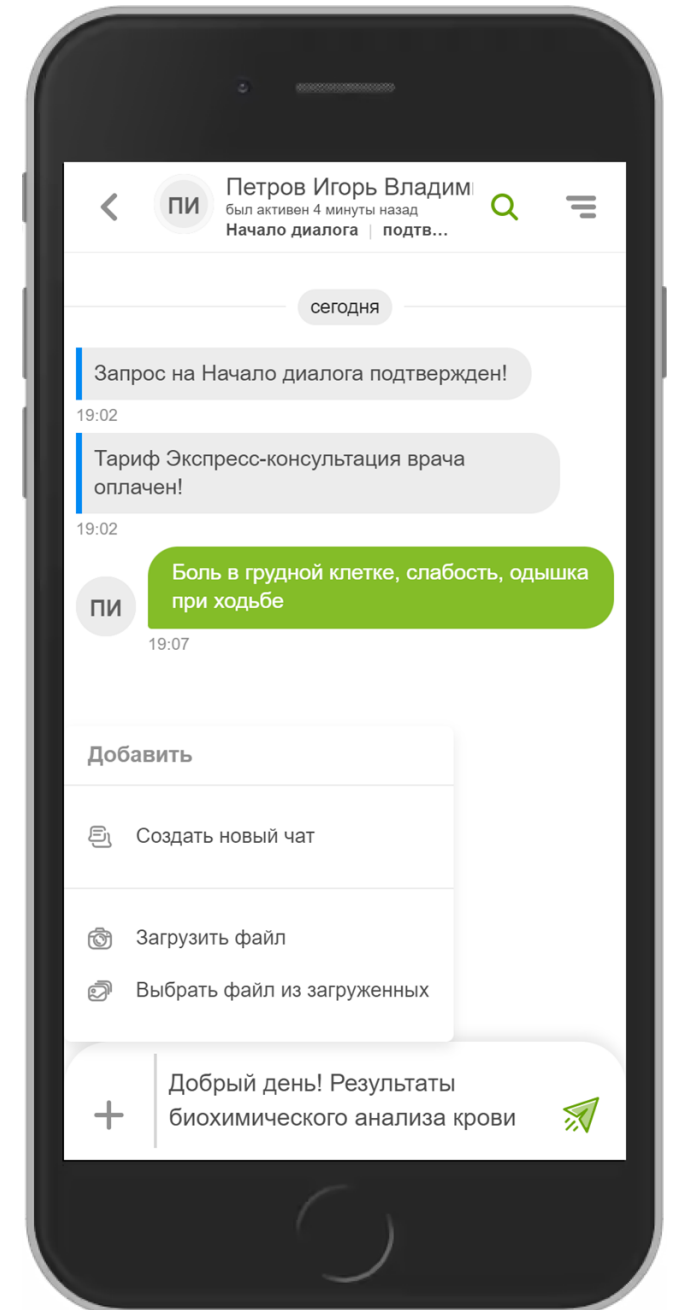 ПИ
Петров Игорь Владим
был активен 4 минуты назад
Начало диалога | подтв...
сегодня
Запрос на Начало диалога подтвержден!
19:02
Тариф Экспресс-консультация врача
оплачен!
19:02
ПИ
Боль в грудной клетке, слабость, одышка
при ходьбе
19:07
Добавить
Создать новый чат
Загрузить файл
Выбрать файл из загруженных
Добрый день! Результаты
биохимического анализа крови